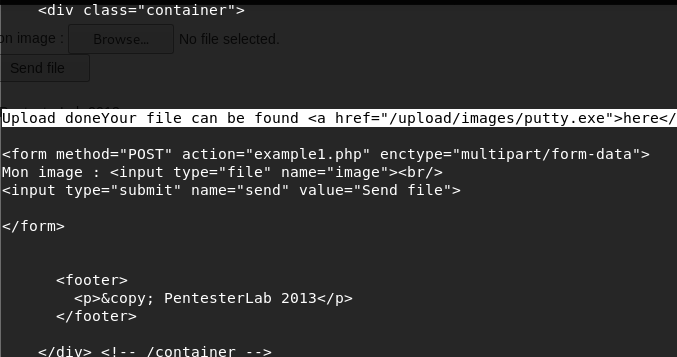 <div class="container">
on image : Browse... No file selected.
Send file
Upload doneYour file can be found <a href="/upload/images/putty.exe">here</
<form method="POST" action="example1.php" enctype="multipart/form-data">
Mon image : <input type="file" name="image"><br/>
<input type="submit" name="send" value="Send file">
</form>
<footer>
<p>&copy; PentesterLab 2013</p>
</footer>
</div> <!-- /container -->